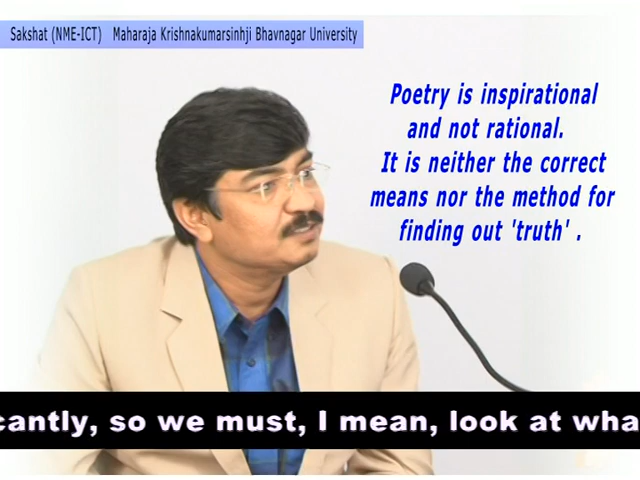 Sakshat (NME-ICT) Maharaja Krishnakumarsinhji Bhavnagar University
Poetry is inspirational
and not rational.
It is neither the correct
means nor the method for
finding out 'truth' .
cantly, so we must, I mean, look at wha